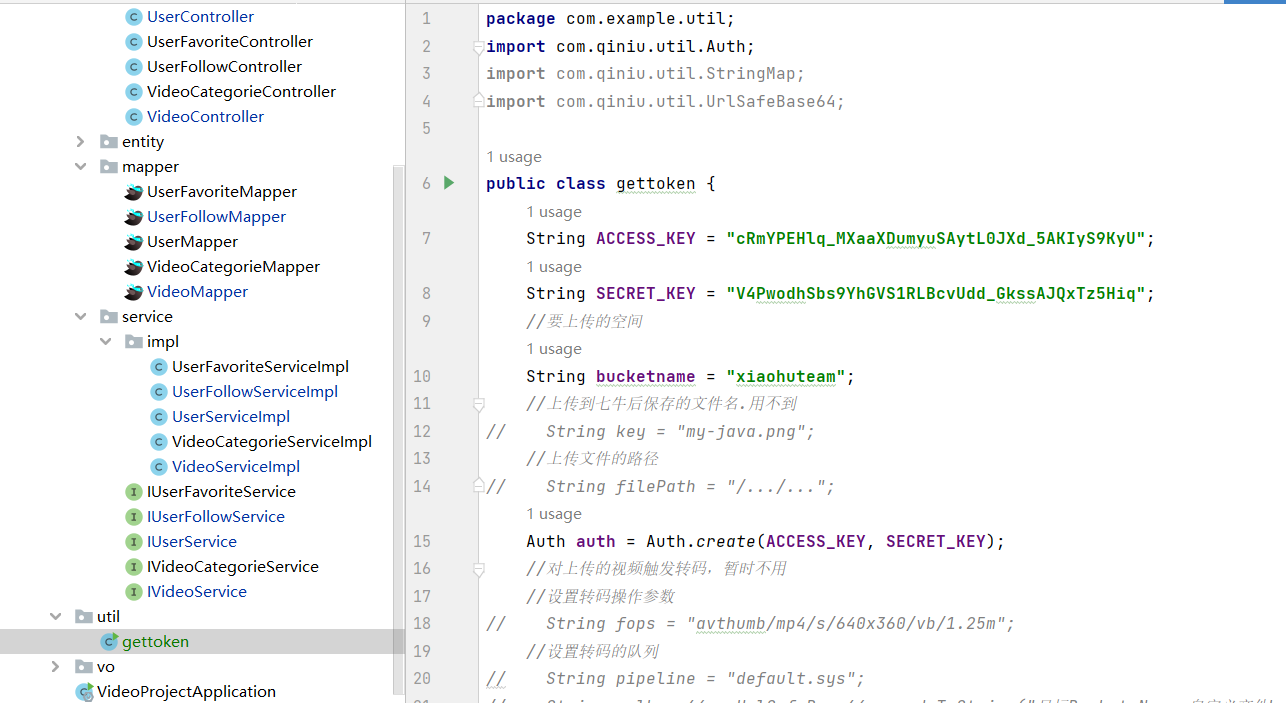 UserController
UserFavoriteController
UserFollowController
VideoCategorieController
VideoController
entity
mapper
UserFavoriteMapper
UserFollowMapper
UserMapper
VideoCategorieMapper
VideoMapper
service
impl
UserFavoriteServiceImpl
UserFollowServiceImpl
UserServiceImpl
VideoCategorieServiceImpl
VideoServiceImpl
IUserFavoriteService
IUserFollowService
IUserService
IVideoCategorieService
IVideoService
util
gettoken
vo
VideoProjectApplication
1 package com.example.util;
2 import com.qiniu.util.Auth;
3 import com.qiniu.util.StringMap;
4 import com.qiniu.util.UrlSafeBase64;
5
1 usage
6 public class gettoken {
1 usage
7 String ACCESS_KEY = "cRmYPEHlq_MXaaXDumyuSAytL0JXd_5AKIyS9KyU";
1 usage
8 String SECRET_KEY = "V4PwodhSbs9YhGVS1RLBcvUdd_GkssAJQxTz5Hiq";
9 //要上传的空间
1 usage
10 String bucketname = "xiaohuteam";
11 //上传到七牛后保存的文件名.用不到
12 // String key = "my-java.png";
13 //上传文件的路径
14 // String filePath = "/.../...";
1 usage
15 Auth auth = Auth.create(ACCESS_KEY, SECRET_KEY);
16 //对上传的视频触发转码，暂时不用
17 //设置转码操作参数
18 // String fops = "avthumb/mp4/s/640x360/vb/1.25m";
19 //设置转码的队列
20 // String pipeline = "default.sys";